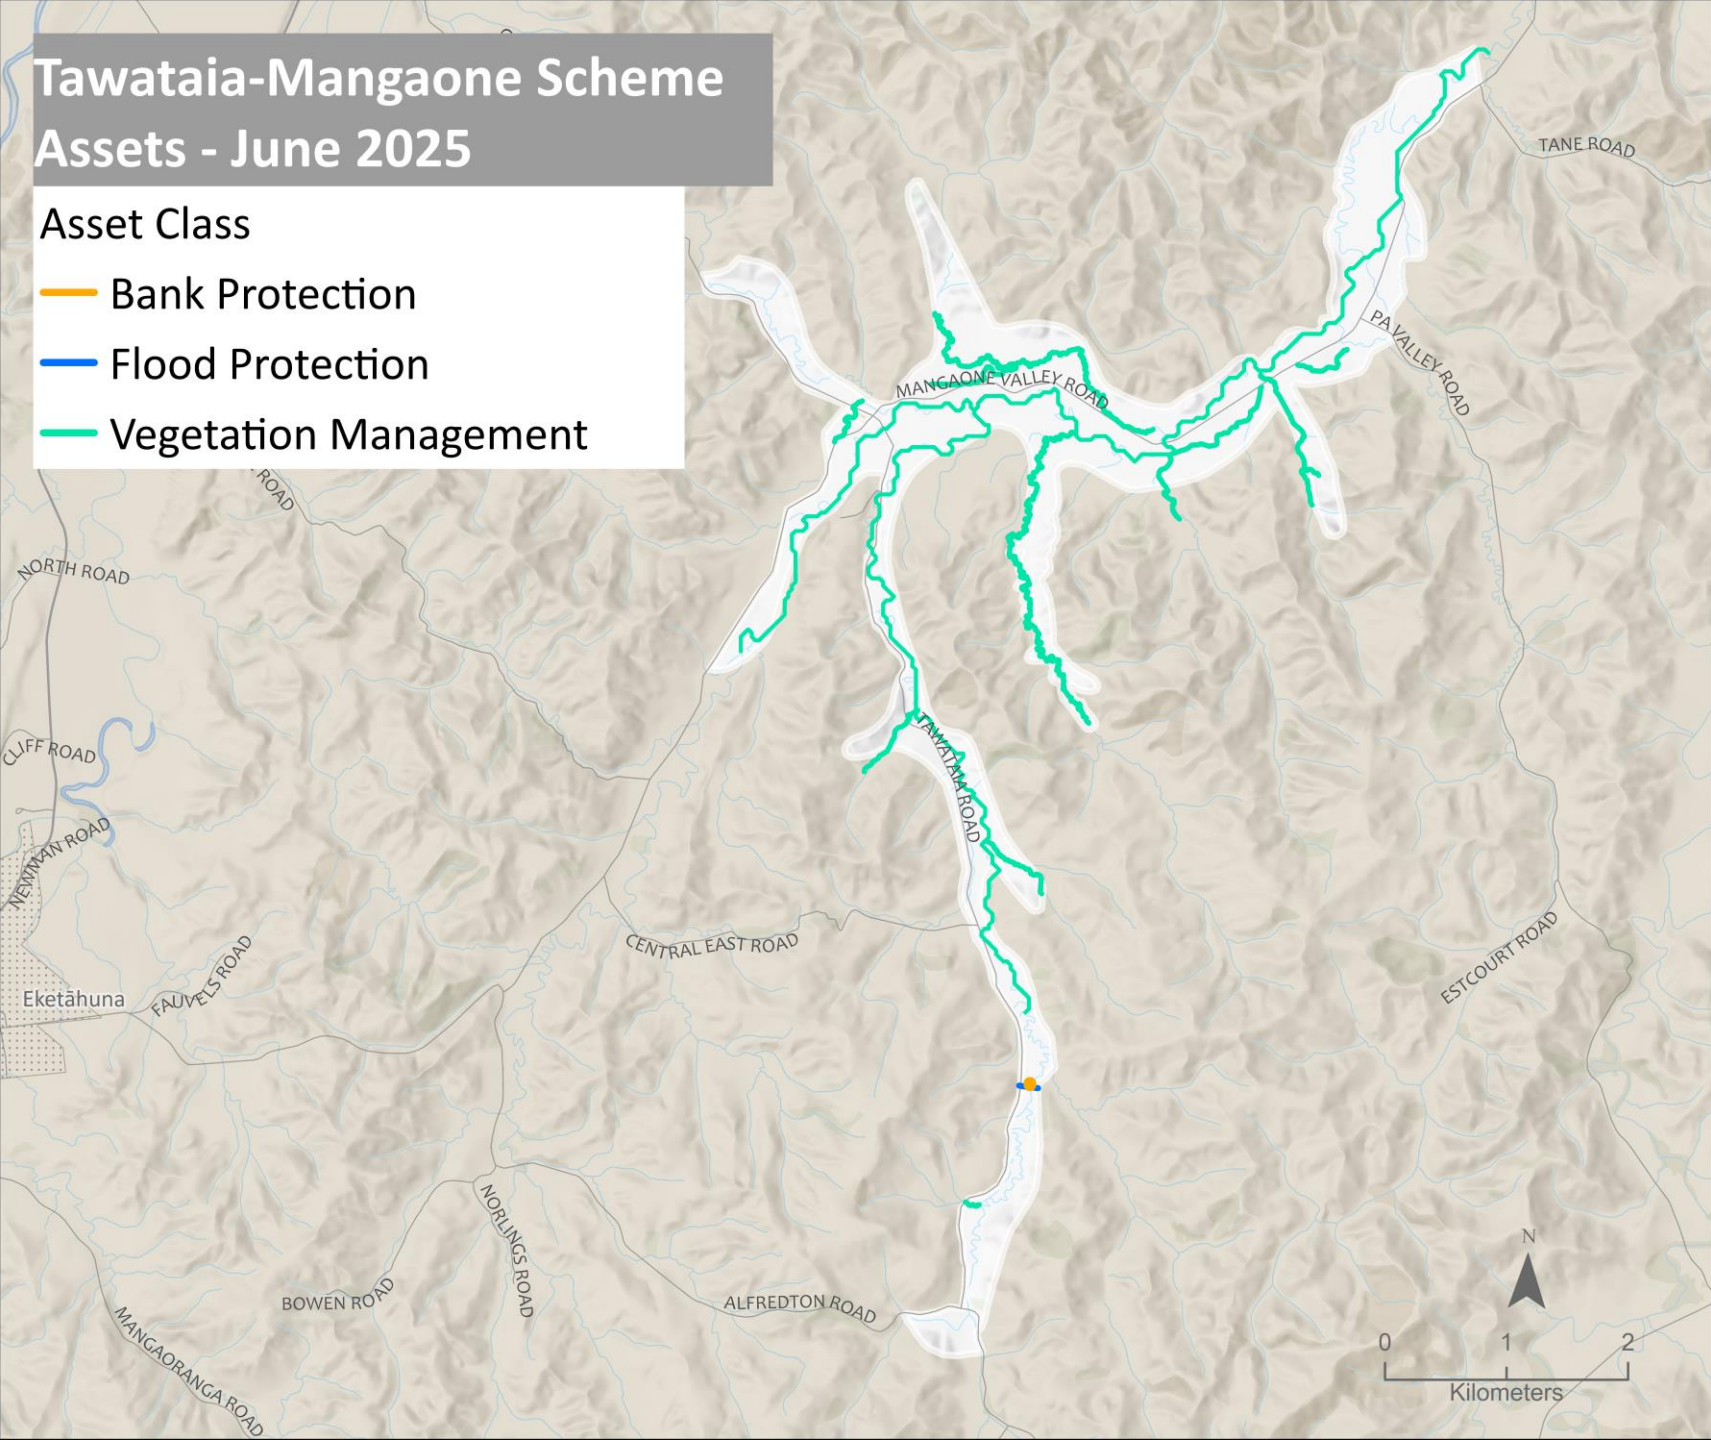 Tawataia-Mangaone Scheme
Assets - June 2025
Asset Class
Bank Protection
Flood Protection
Vegetation Management
TANE ROAD
PA VALLEY ROAD
MANGAONE VALLEY ROAD
ROAD
NORTH ROAD
CLIFF ROAD
TAWATAIA ROAD
NEWMAN ROAD
CENTRAL EAST ROAD
ESTCOURT ROAD
FAUVELS ROAD
Eketāhuna
NORLINGS ROAD
BOWEN ROAD
ALFREDTON ROAD
MANGAORANGA ROAD
N
0 1 2
Kilometers